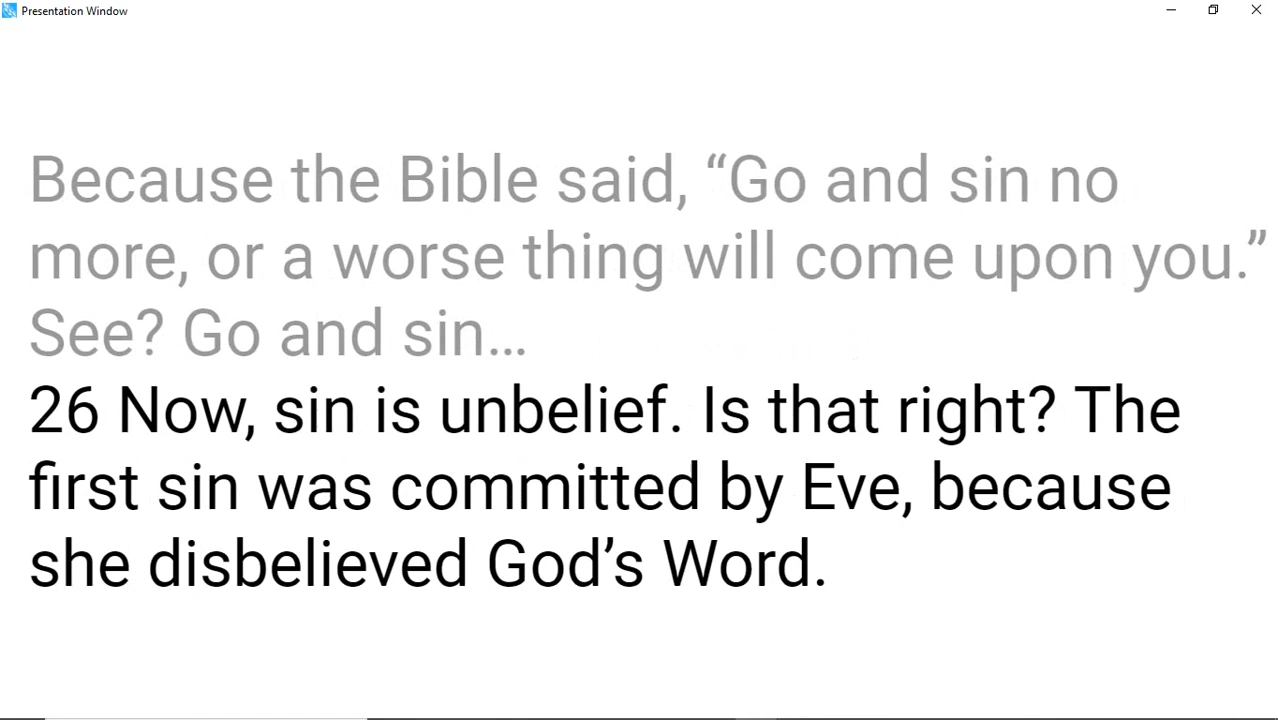 Presentation Window
Because the Bible said, “Go and sin no
more, or a worse thing will come upon you.”
See? Go and sin…
26 Now, sin is unbelief. Is that right? The
first sin was committed by Eve, because
she disbelieved God’s Word.